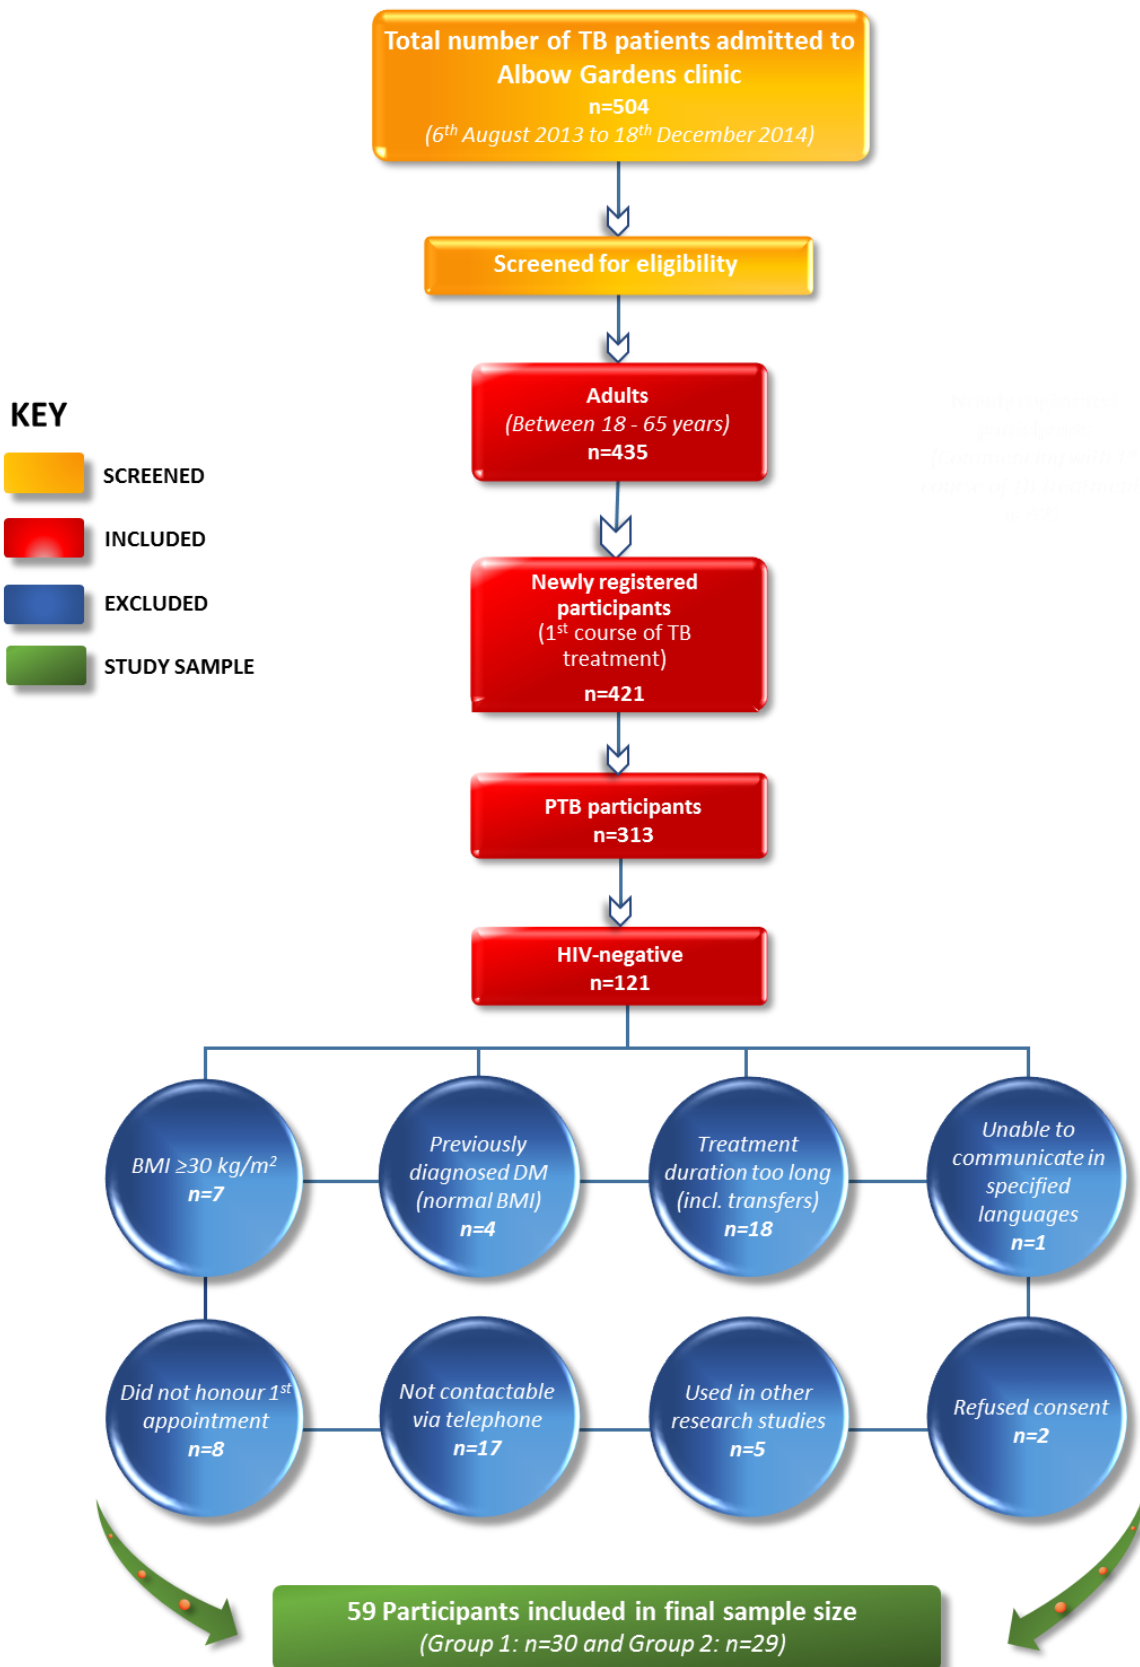 Total number of TB patients admitted to
Albow Gardens clinic
n=504
(6th August 2013 to 18th December 2014)
Screened for eligibility
Adults
(Between 18 - 65 years)
n=435
KEY
SCREENED
INCLUDED
EXCLUDED
STUDY SAMPLE
Newly registered
participants
(1st course of TB
treatment)
n=421
PTB participants
n=313
HIV-negative
n=121
BMI ≥30 kg/m²
n=7
Previously
diagnosed DM
(normal BMI)
n=4
Treatment
duration too long
(incl. transfers)
n=18
Unable to
communicate in
specified
languages
n=1
Did not honour 1st
appointment
n=8
Not contactable
via telephone
n=17
Used in other
research studies
n=5
Refused consent
n=2
59 Participants included in final sample size
(Group 1: n=30 and Group 2: n=29)